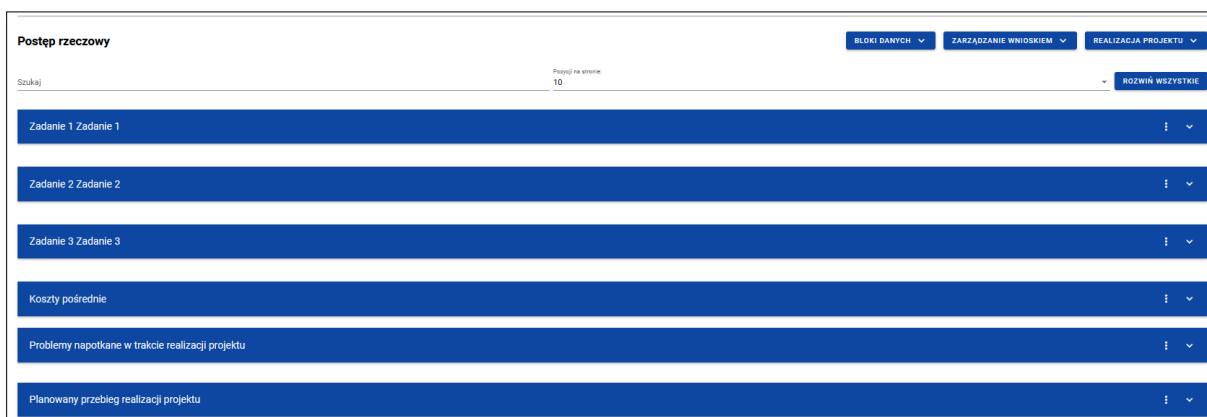 Postęp rzeczowy
BLOKI DANYCH
ZARZĄDZANIE WNIOSKIEM
REALIZACJA PROJEKTU
Szukaj
Pozycji na stronie:
10
ROZWIŃ WSZYSTKIE
Zadanie 1 Zadanie 1
Zadanie 2 Zadanie 2
Zadanie 3 Zadanie 3
Koszty pośrednie
Problemy napotkane w trakcie realizacji projektu
Planowany przebieg realizacji projektu